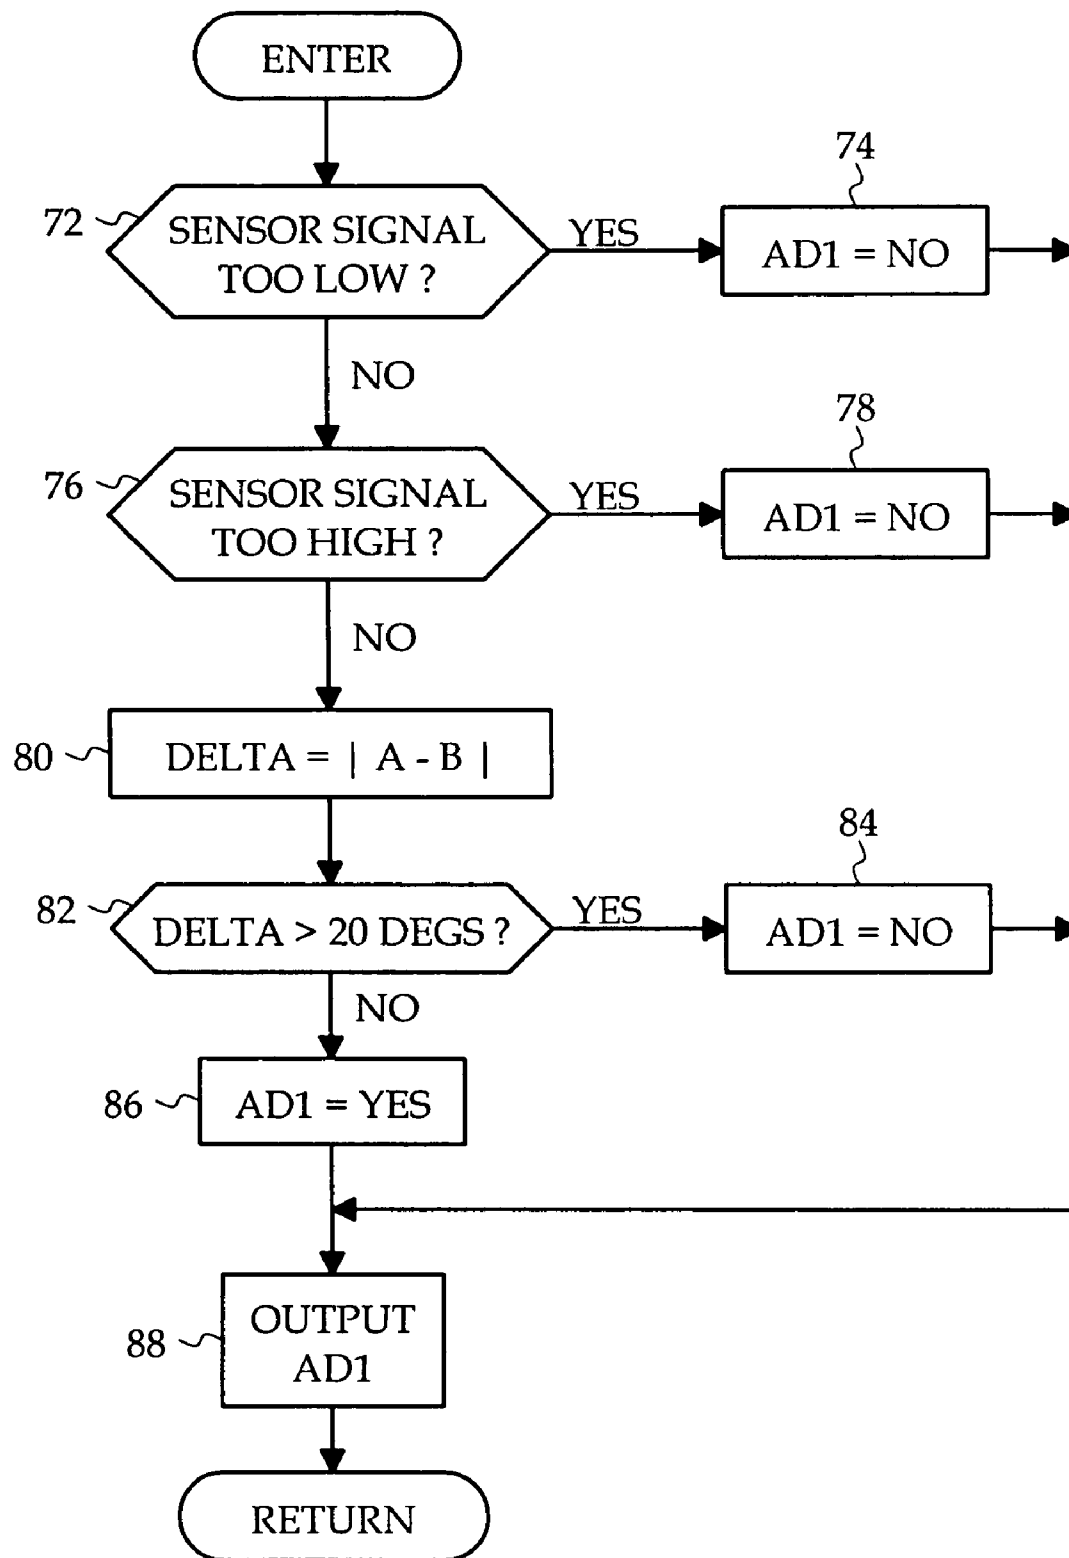 ENTER
74
72
SENSOR SIGNAL
TOO LOW ?
YES
AD1 = NO
NO
78
76
SENSOR SIGNAL
TOO HIGH ?
YES
AD1 = NO
NO
80
DELTA = | A - B |
84
82
DELTA > 20 DEGS ?
YES
AD1 = NO
NO
86
AD1 = YES
88
OUTPUT
AD1
RETURN